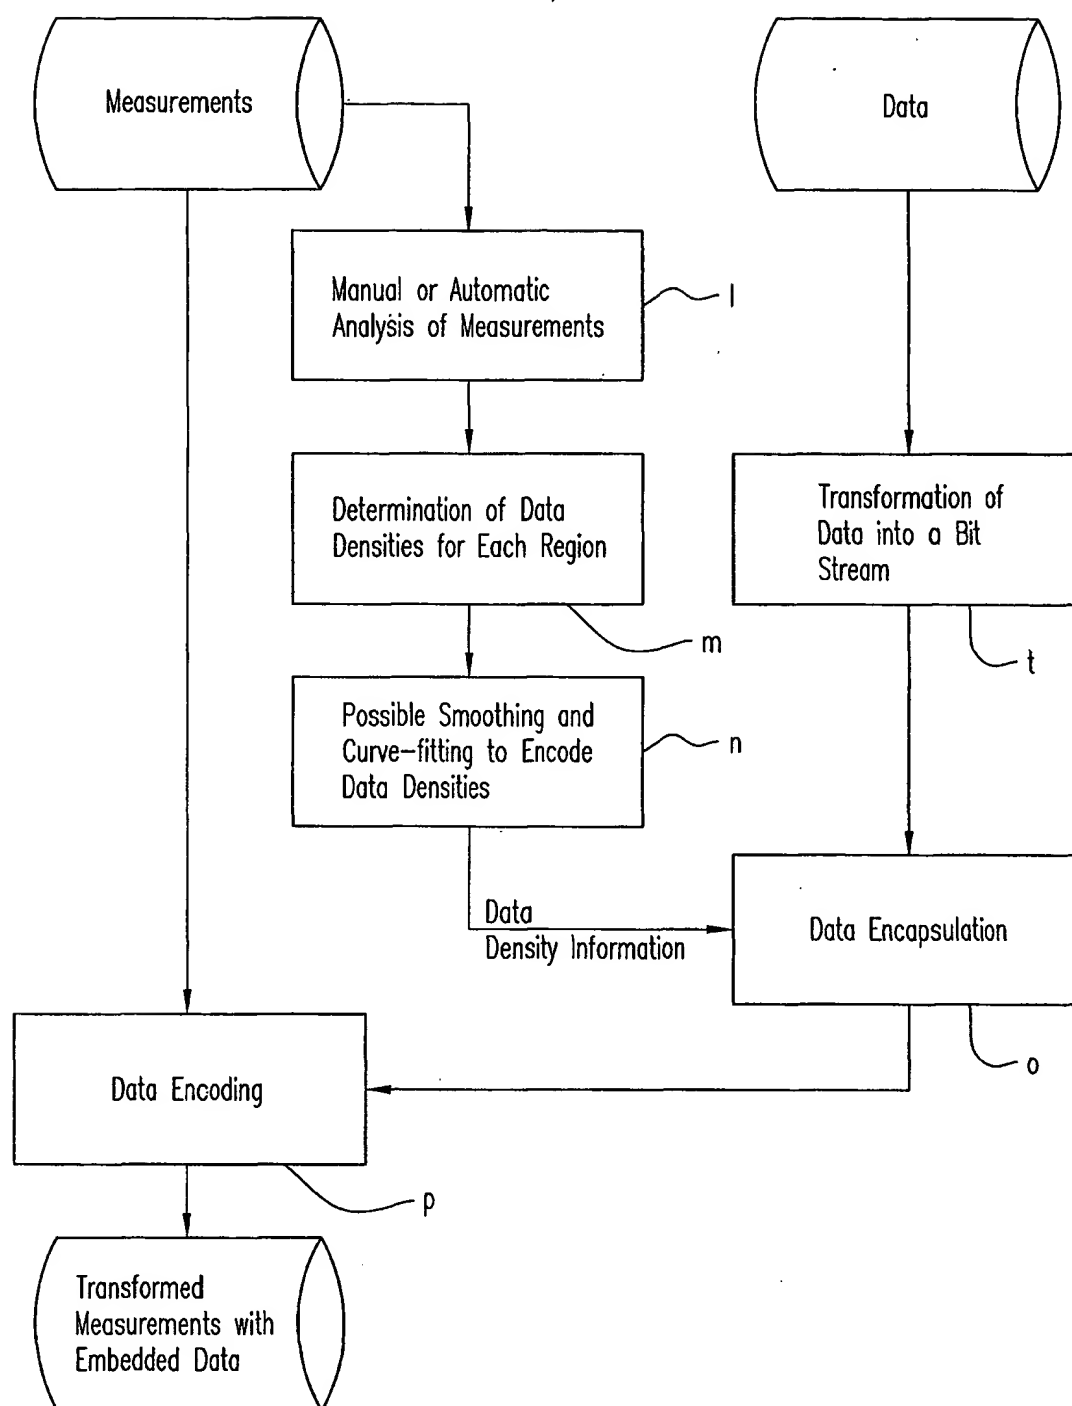 Measurements
Data
Manual or Automatic
Analysis of Measurements
l
Determination of Data
Densities for Each Region
m
Transformation of
Data into a Bit
Stream
t
Possible Smoothing and
Curve-fitting to Encode
Data Densities
n
Data
Density Information
Data Encapsulation
o
Data Encoding
p
Transformed
Measurements with
Embedded Data